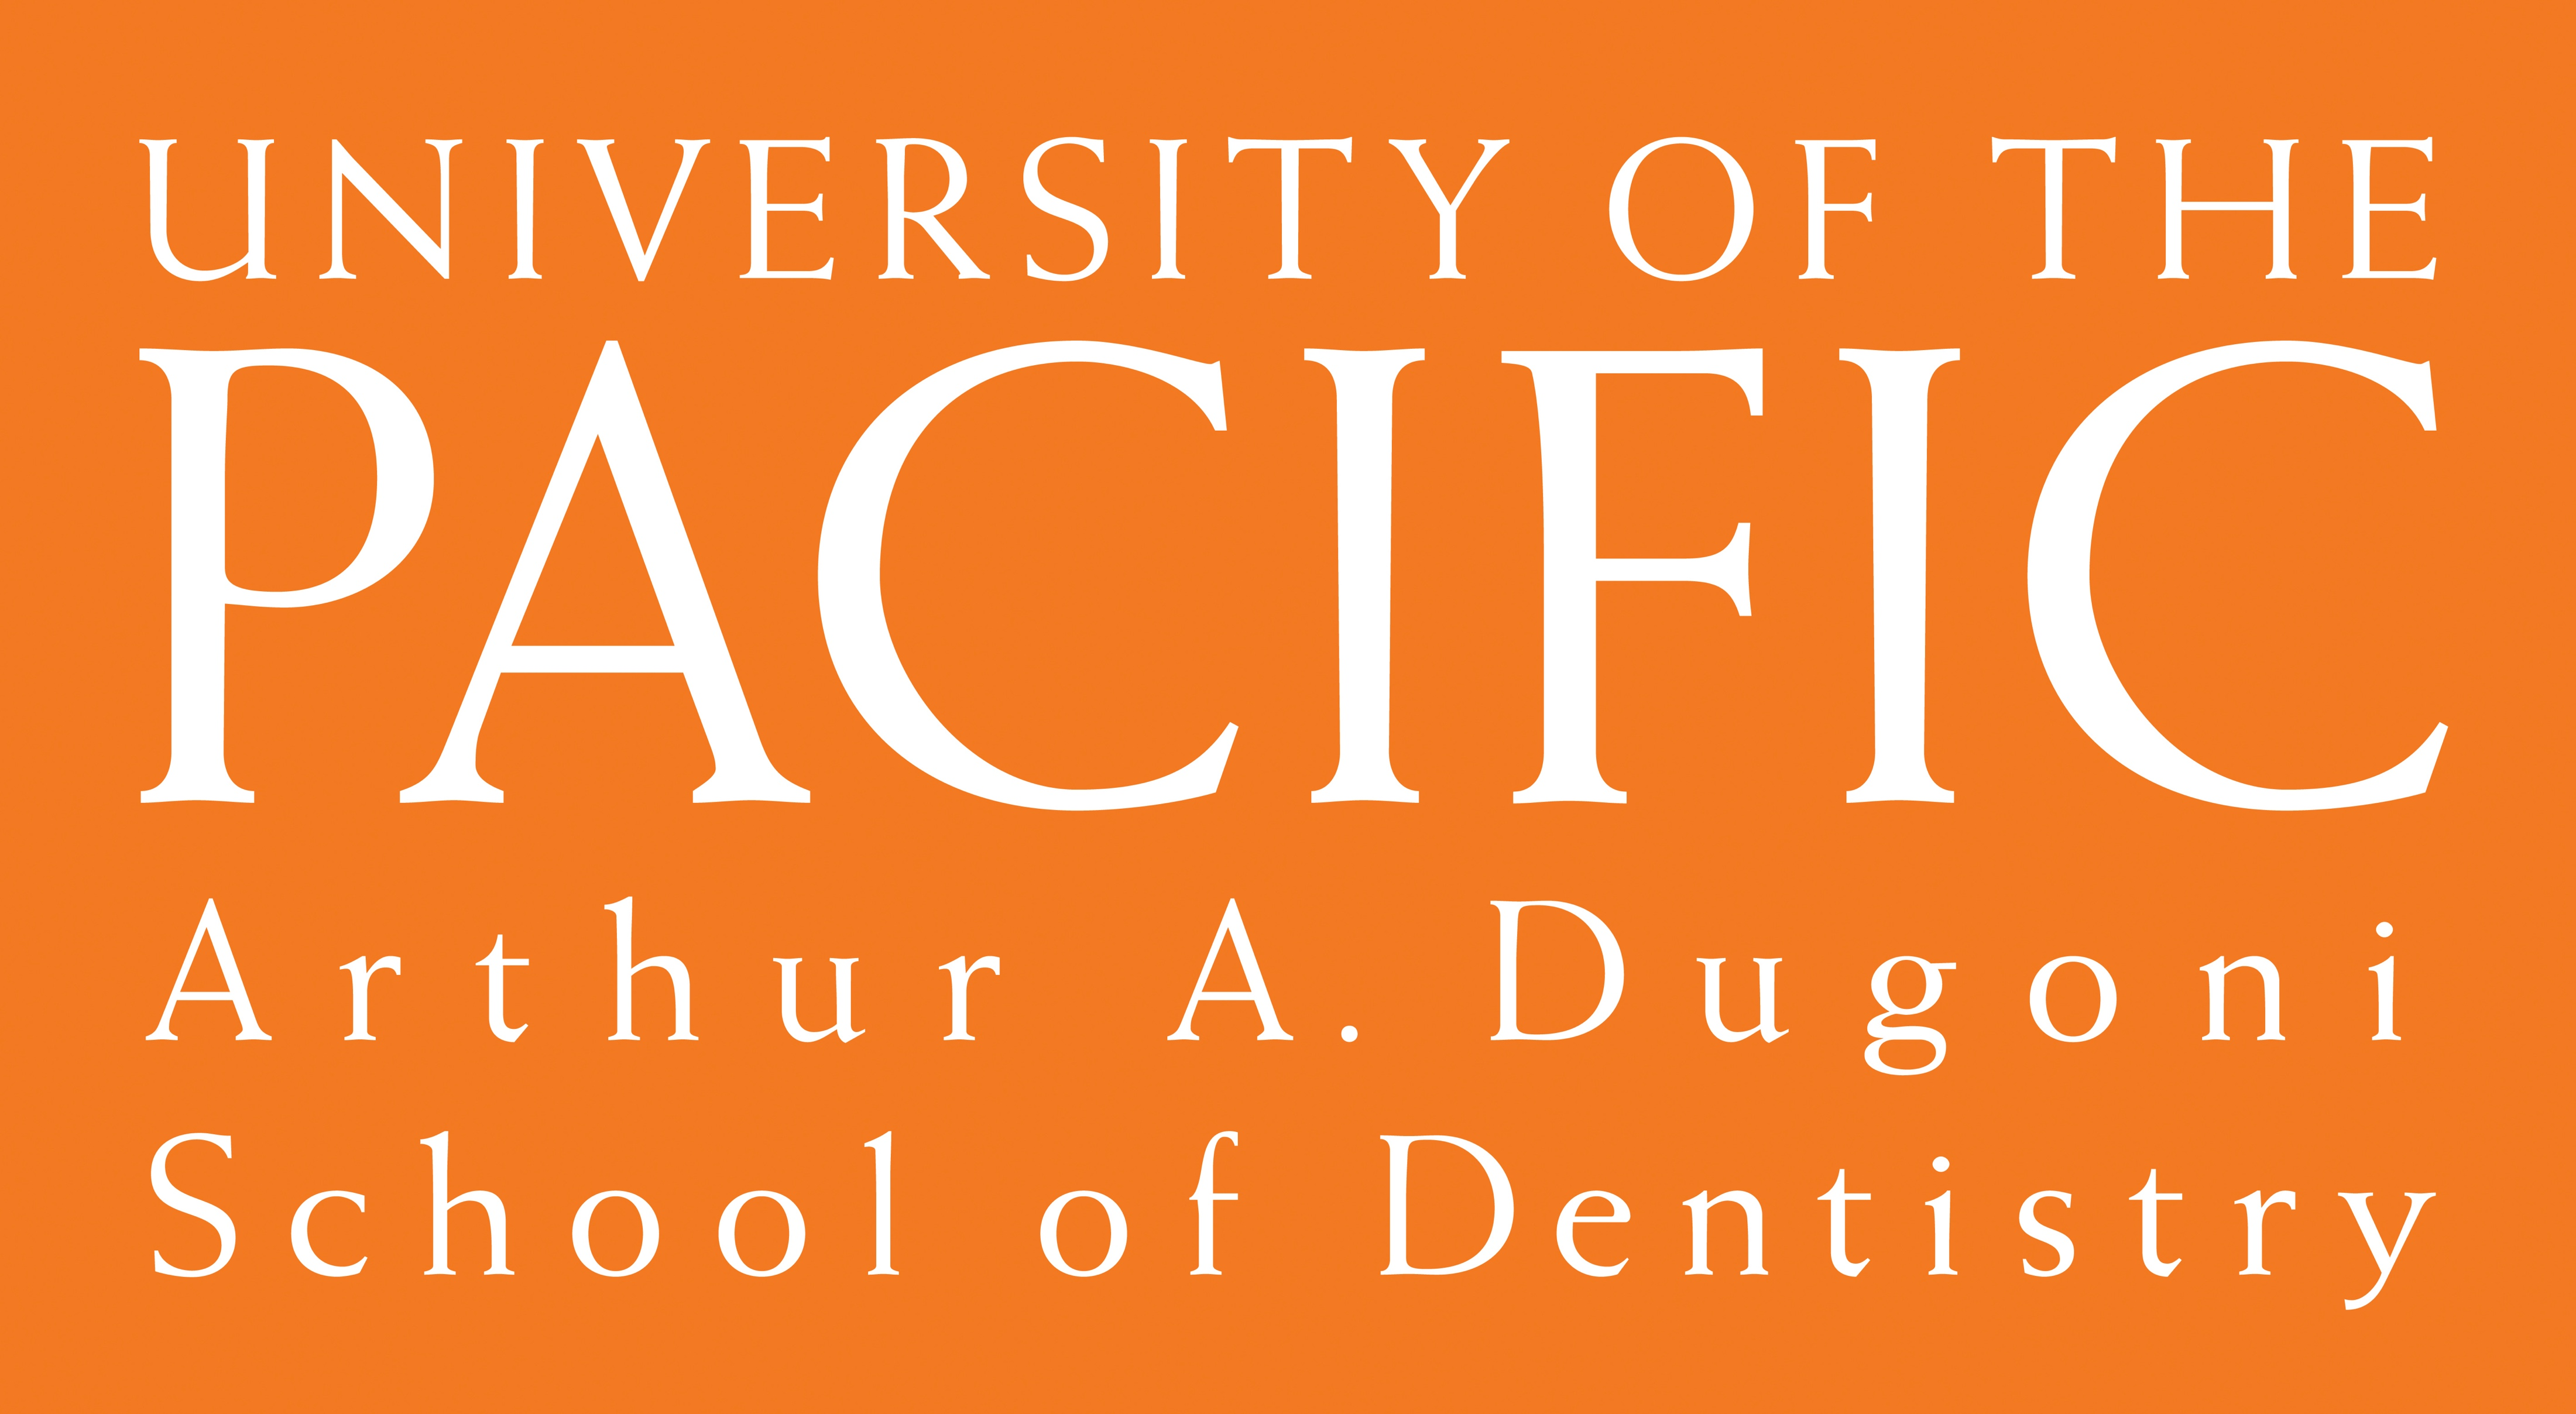 UNIVERSITY OF THE
PACIFIC
Arthur A. Dugoni
School of Dentistry